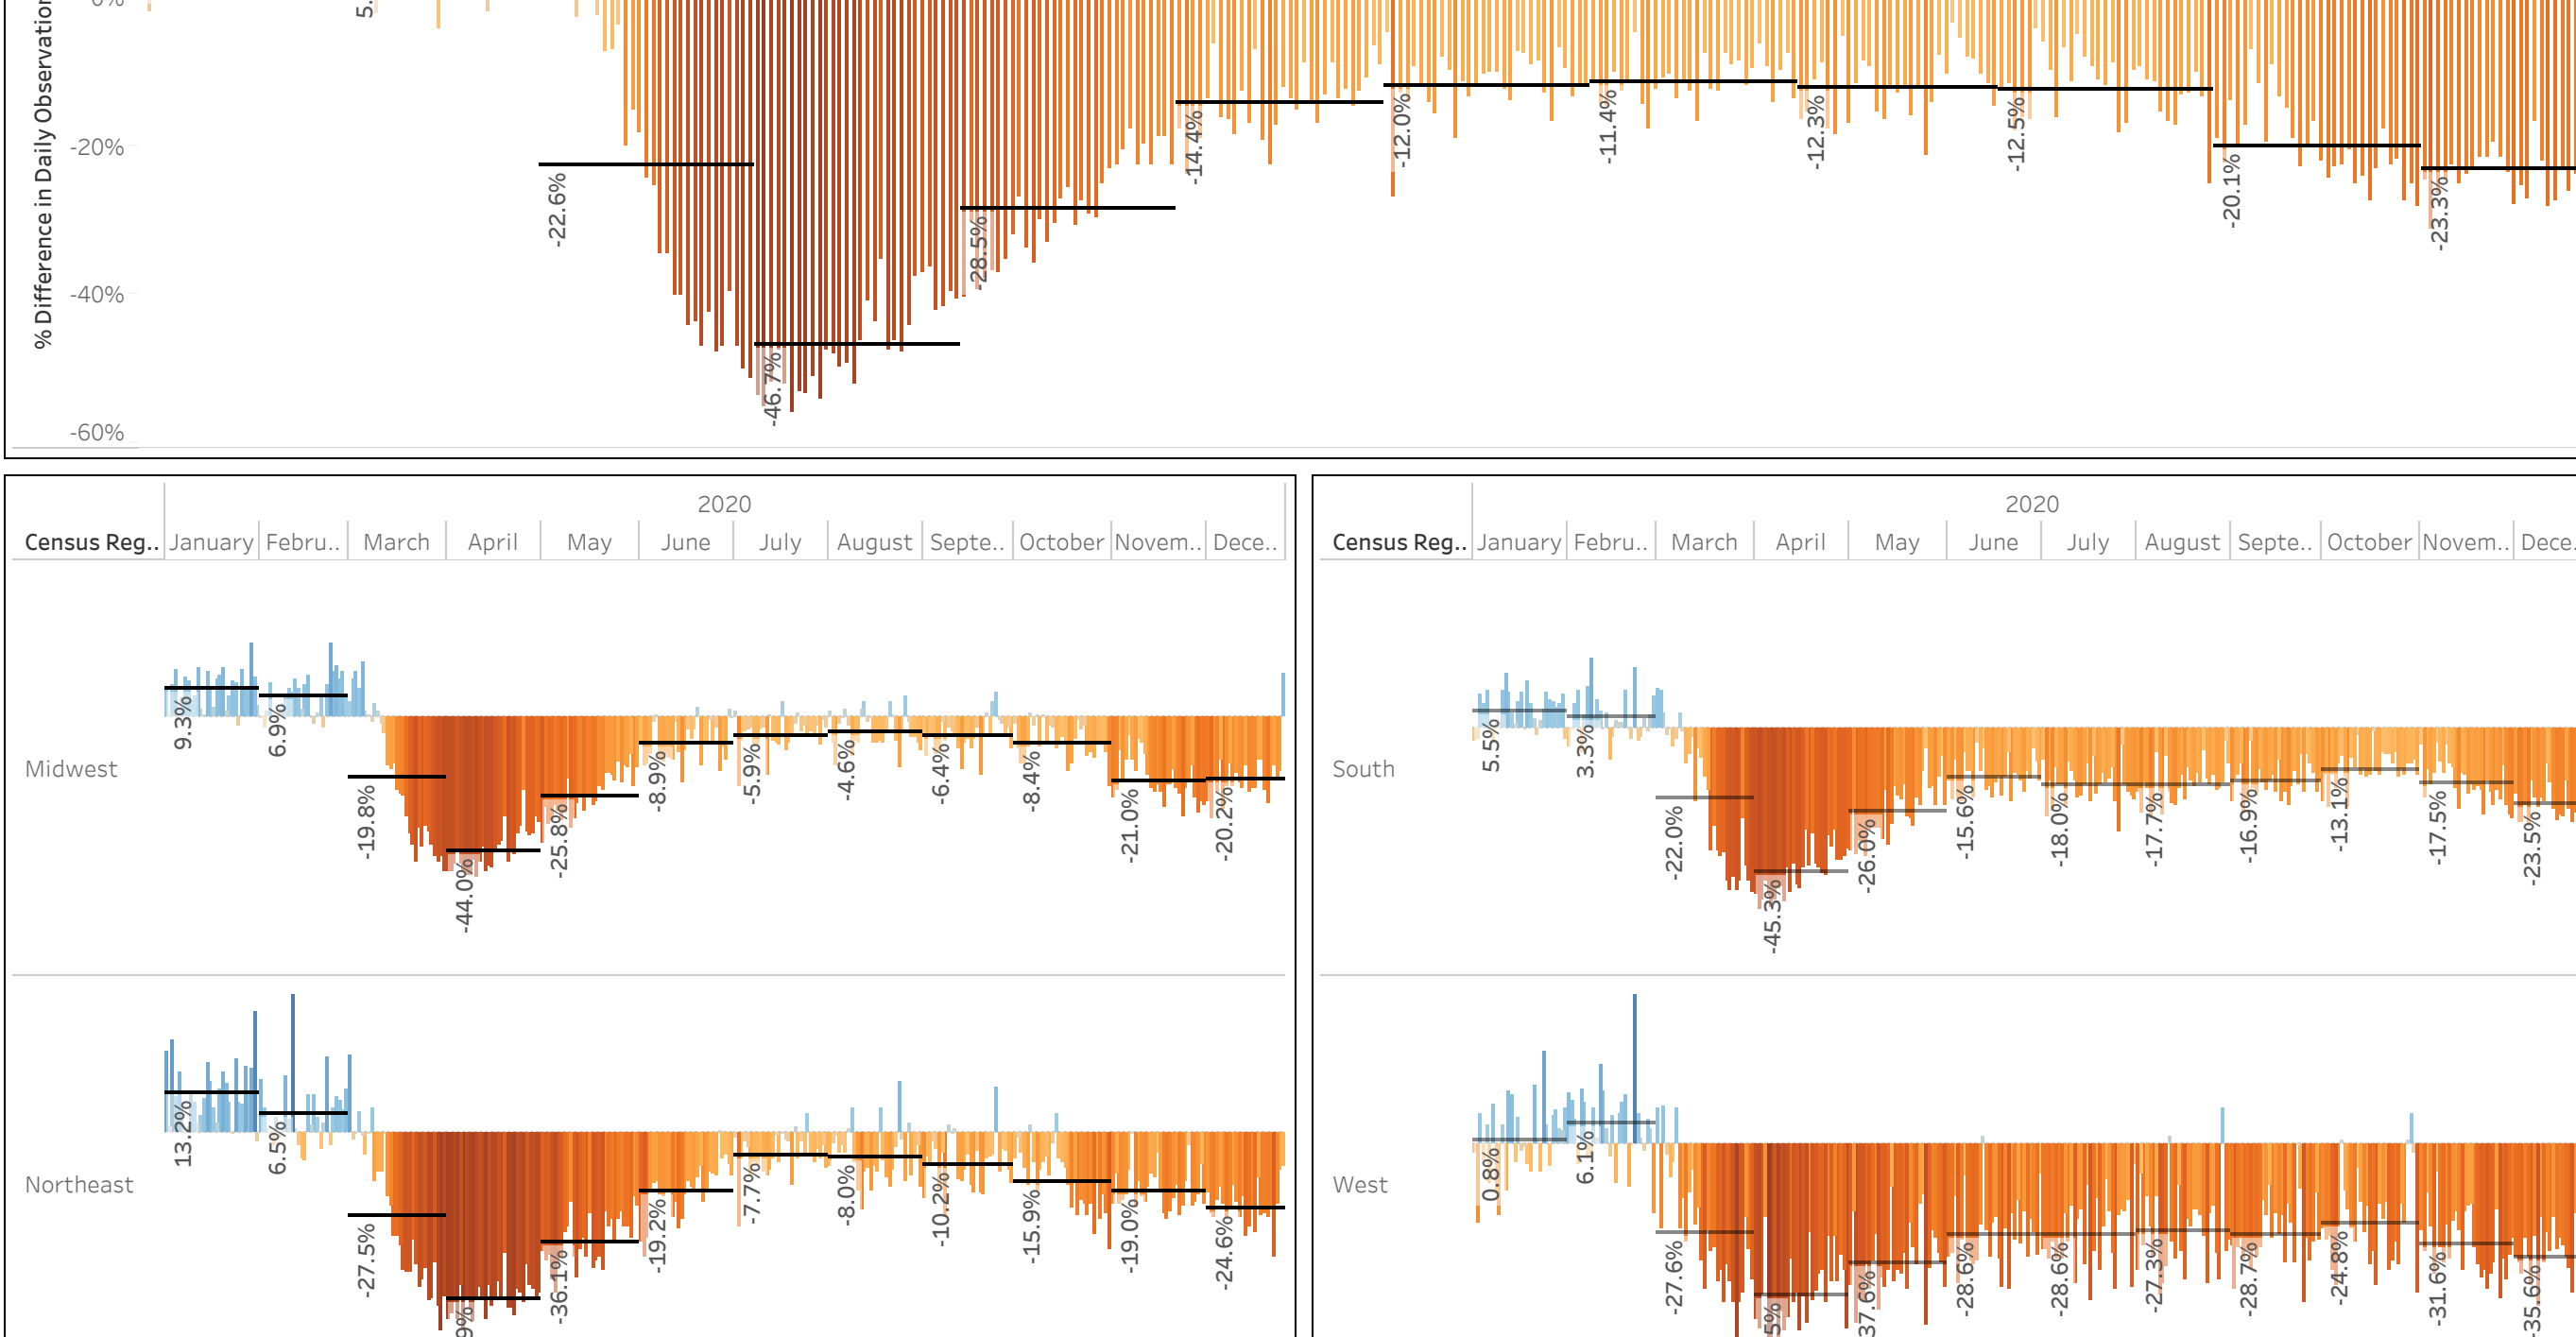 0%
5.
% Difference in Daily Observation
-20%
-40%
-60%
-22.6%
-46.7%
-28.5%
-14.4%
-12.0%
-11.4%
-12.3%
-12.5%
-20.1%
-23.3%
2020
Census Reg.. January Febru.. March April May June July August Septe.. October Novem.. Dece..
Midwest
9.3% 6.9% -19.8% -44.0% -25.8% -8.9% -5.9% -4.6% -6.4% -8.4% -21.0% -20.2%
Northeast
13.2% 6.5% -27.5% 9% -36.1% -19.2% -7.7% -8.0% -10.2% -15.9% -19.0% -24.6%
2020
Census Reg.. January Febru.. March April May June July August Septe.. October Novem.. Dece.
South
5.5% 3.3% -22.0% -45.3% -26.0% -15.6% -18.0% -17.7% -16.9% -13.1% -17.5% -23.5%
West
0.8% 6.1% -27.6% 5% 37.6% -28.6% -28.6% -27.3% -28.7% -24.8% -31.6% -35.6%